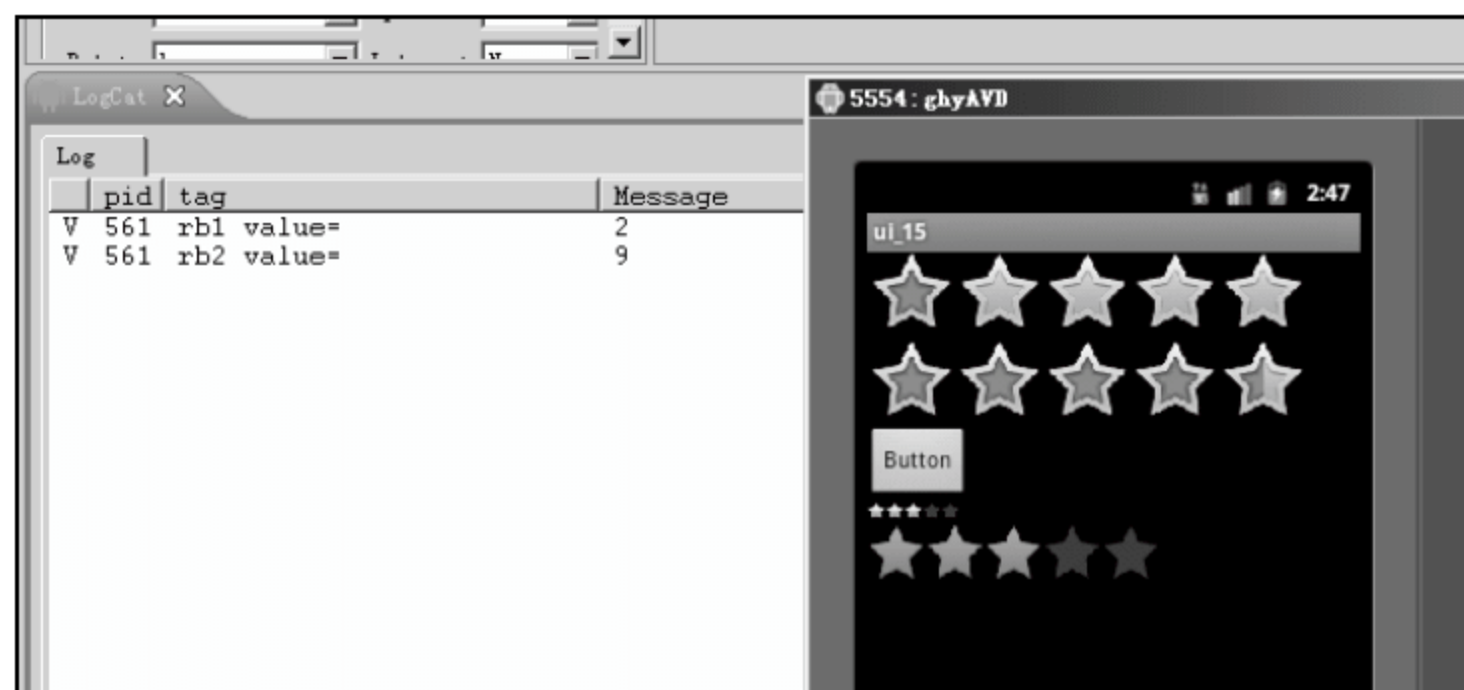 LogCat
Log
pid tag Message
V 561 rb1 value= 2
V 561 rb2 value= 9
5554:ghyAVD
2:47
ui_15
Button